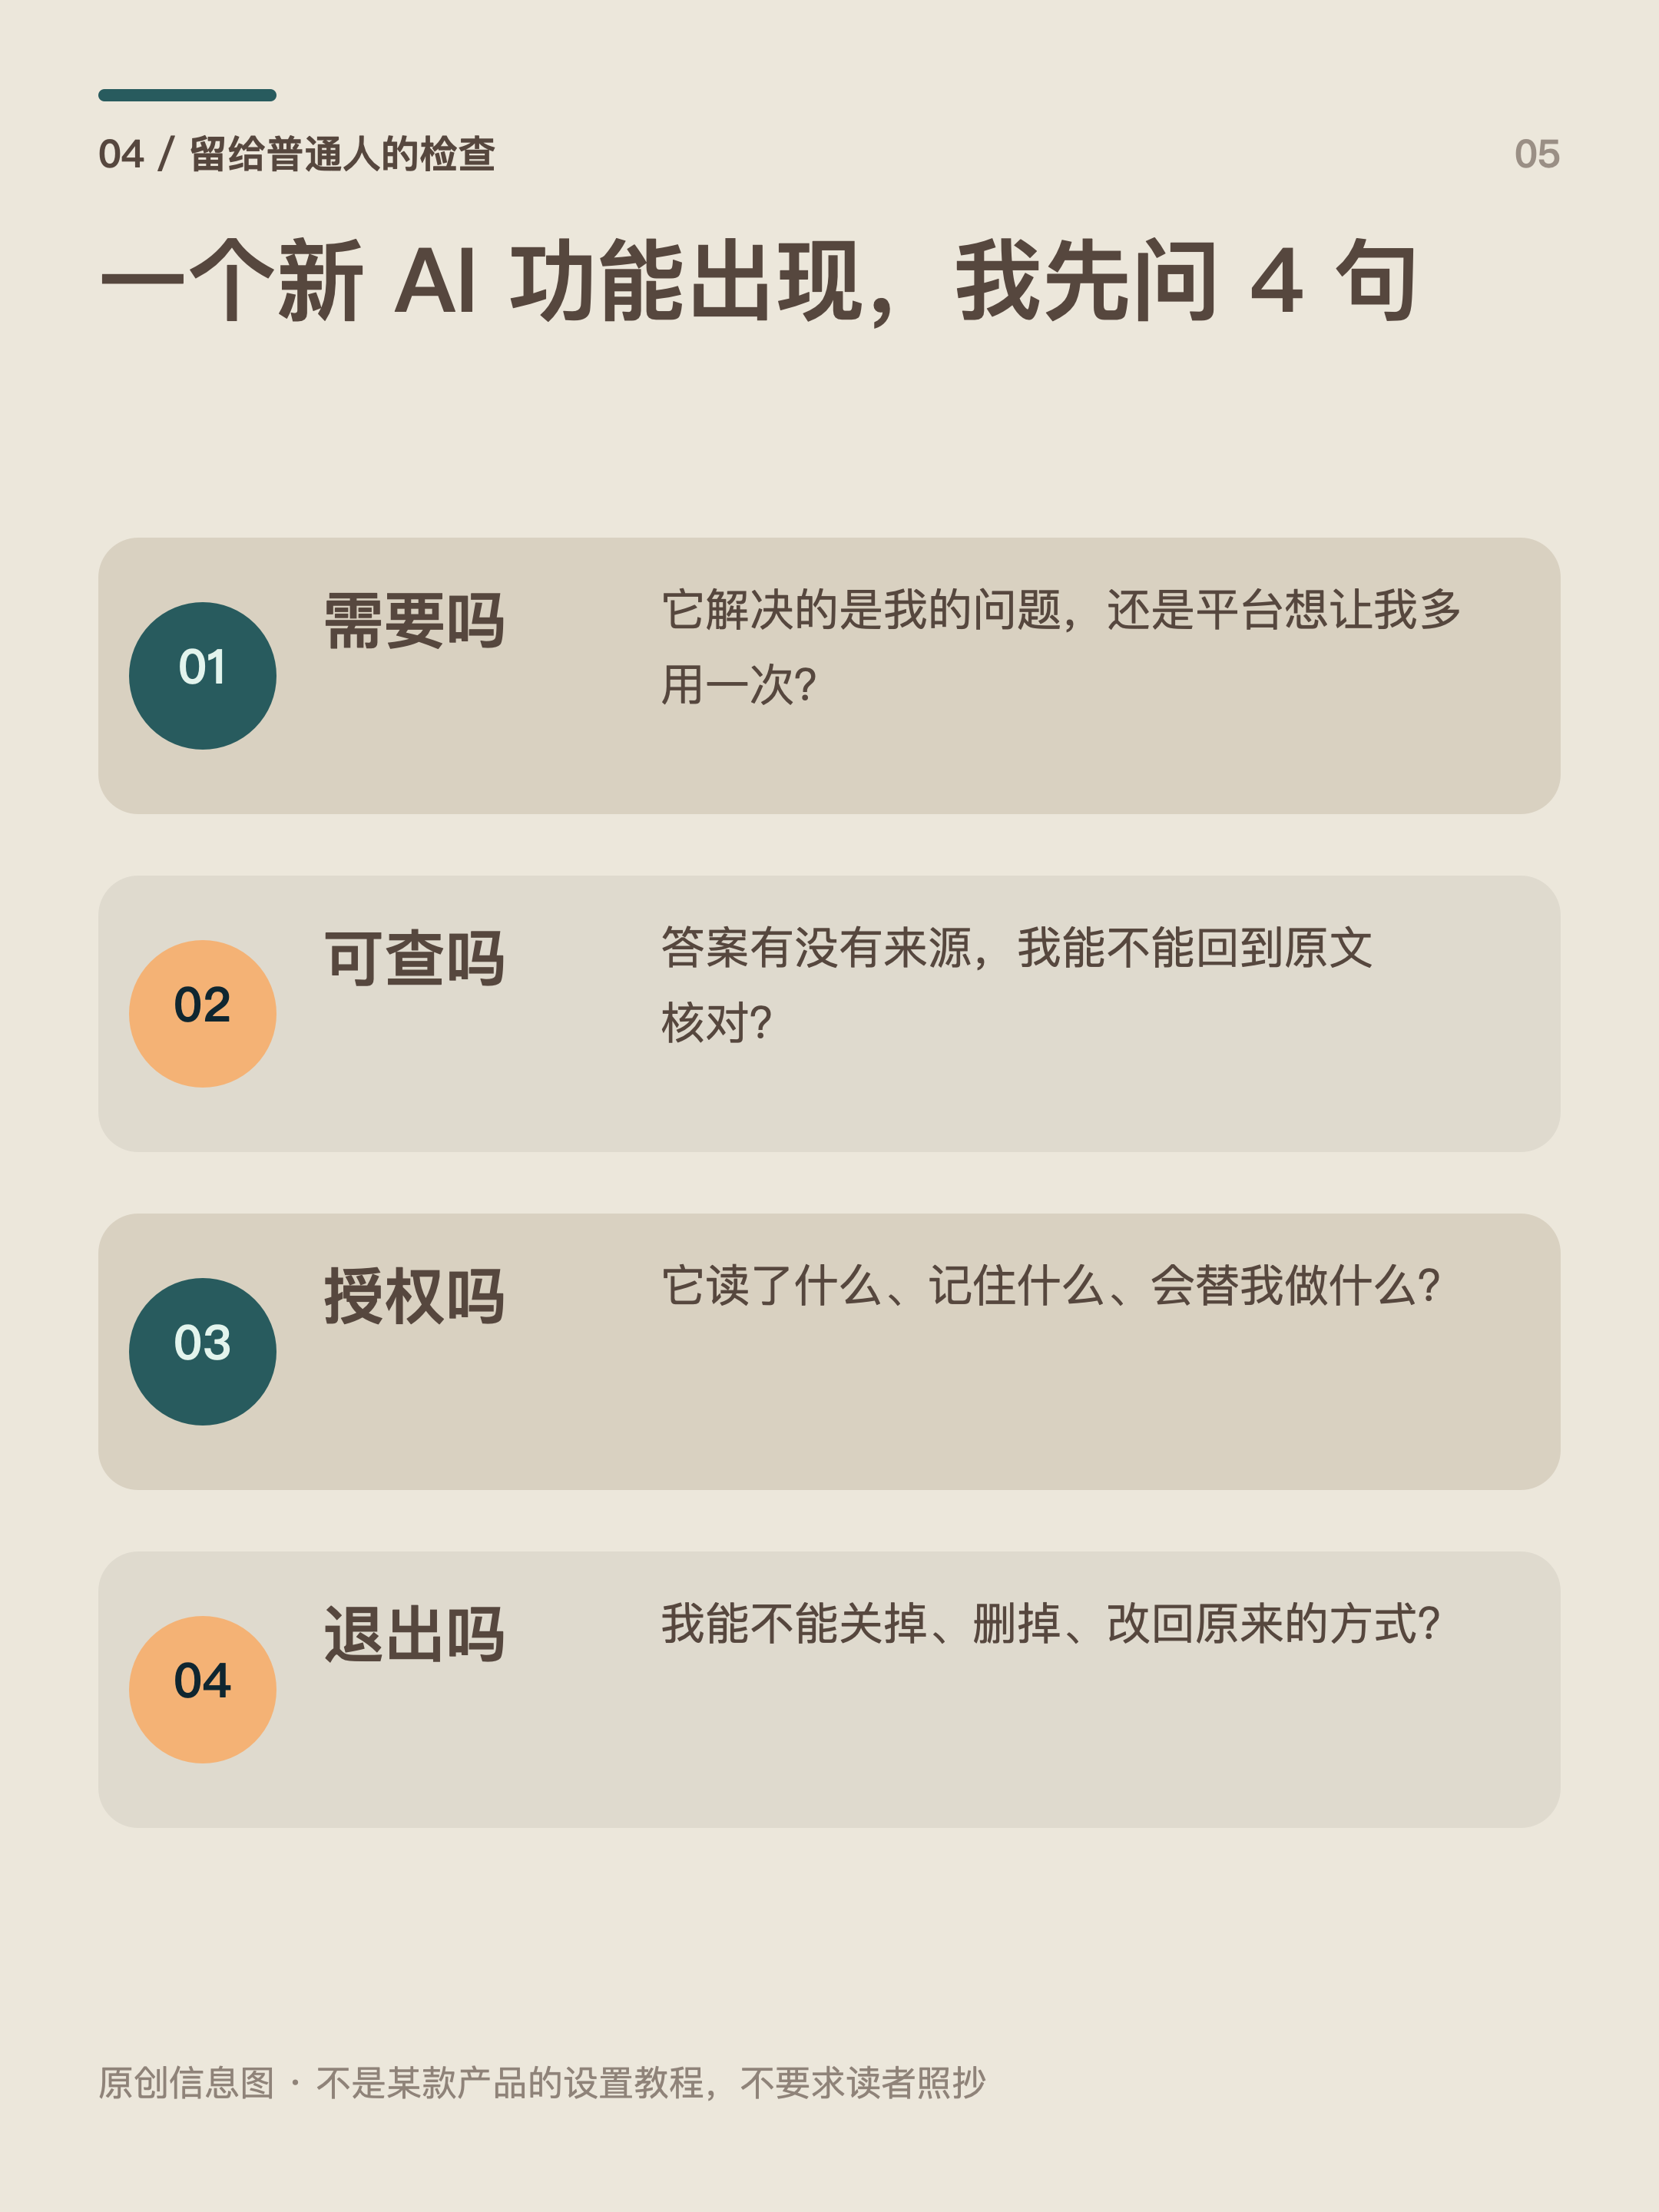 04 / 留给普通人的检查
05
一个新 AI 功能出现，我先问 4 句
01
需要吗
它解决的是我的问题，还是平台想让我多
用一次？
02
可查吗
答案有没有来源，我能不能回到原文
核对？
03
授权吗
它读了什么、记住什么、会替我做什么？
04
退出吗
我能不能关掉、删掉、改回原来的方式？
原创信息图 · 不是某款产品的设置教程，不要求读者照抄